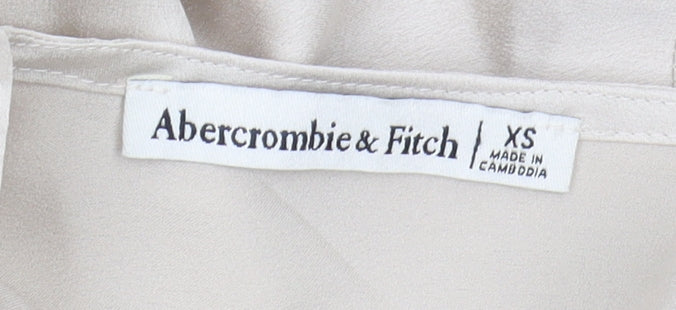 Abercrombie & Fitch
XS
MADE IN
CAMBODIA